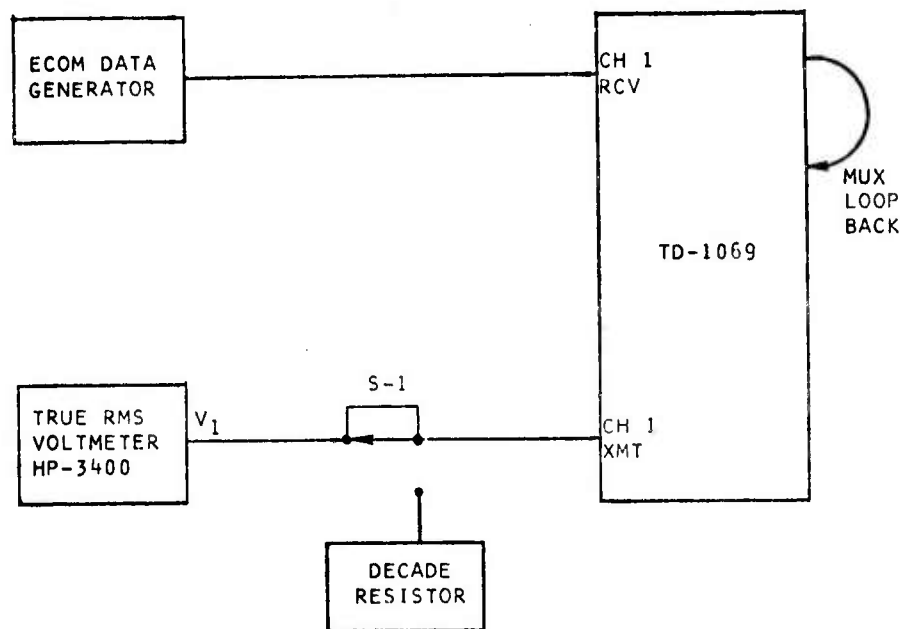 ECOM DATA
GENERATOR
CH 1
RCV
MUX
LOOP
BACK
TD-1069
S-1
TRUE RMS
VOLTMETER
HP-3400
V1
CH 1
XMT
DECADE
RESISTOR